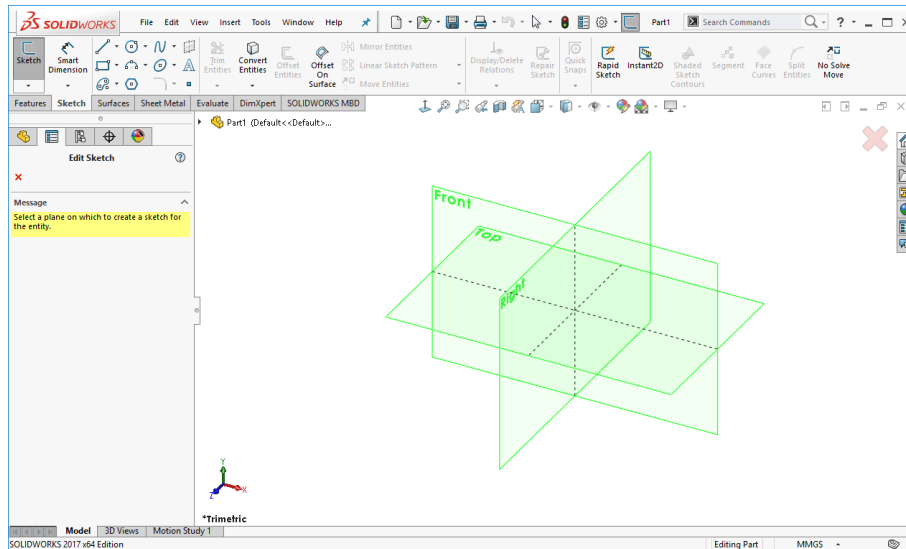 SOLIDWORKS File Edit View Insert Tools Window Help Part1 Search Commands
Sketch Smart Dimension Trim Entities Convert Entities Offset Entities Offset On Surface Mirror Entities Linear Sketch Pattern Move Entities Display/Delete Relations Repair Sketch Quick Snaps Rapid Sketch Instant2D Shaded Sketch Contours Segment Face Curves Split Entities No Solve Move
Features Sketch Surfaces Sheet Metal Evaluate DimXpert SOLIDWORKS MBD
Part1 (Default<<Default>...
Edit Sketch
Message
Select a plane on which to create a sketch for
the entity.
Front
Top
Right
Y
X
Z
*Trimetric
Model 3D Views Motion Study 1
SOLIDWORKS 2017 x64 Edition Editing Part MMGS